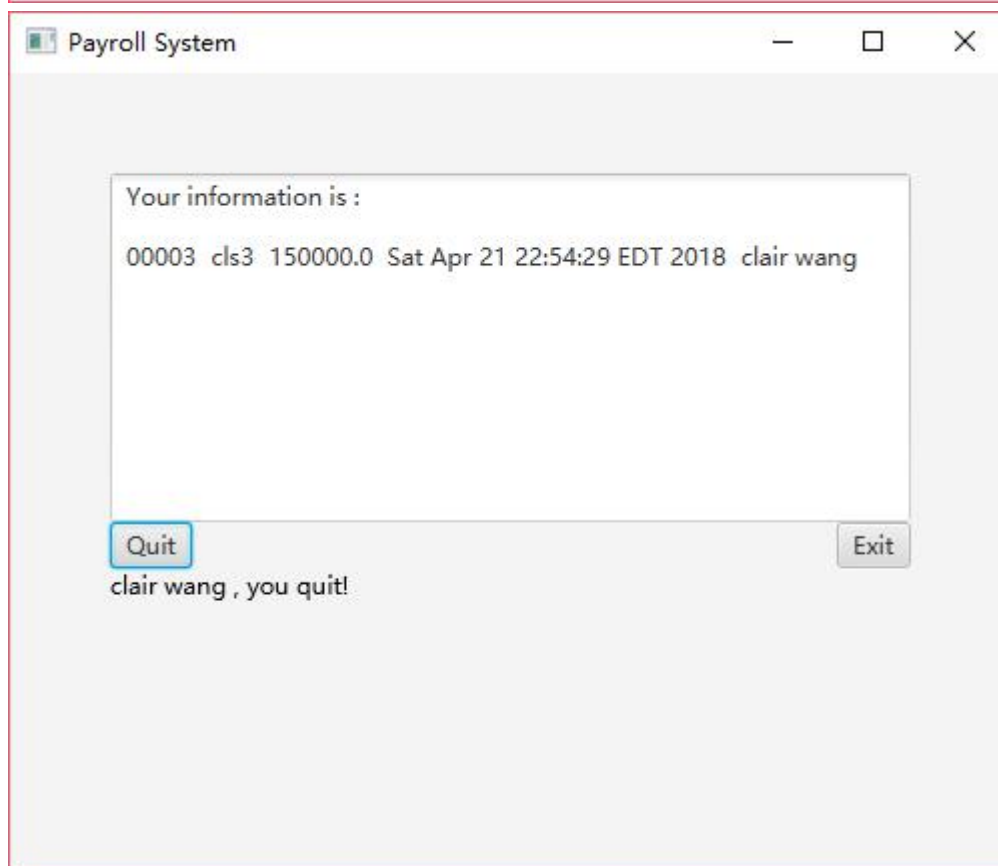 Payroll System
Your information is :
00003 cls3 150000.0 Sat Apr 21 22:54:29 EDT 2018 clair wang
Quit
Exit
clair wang , you quit!